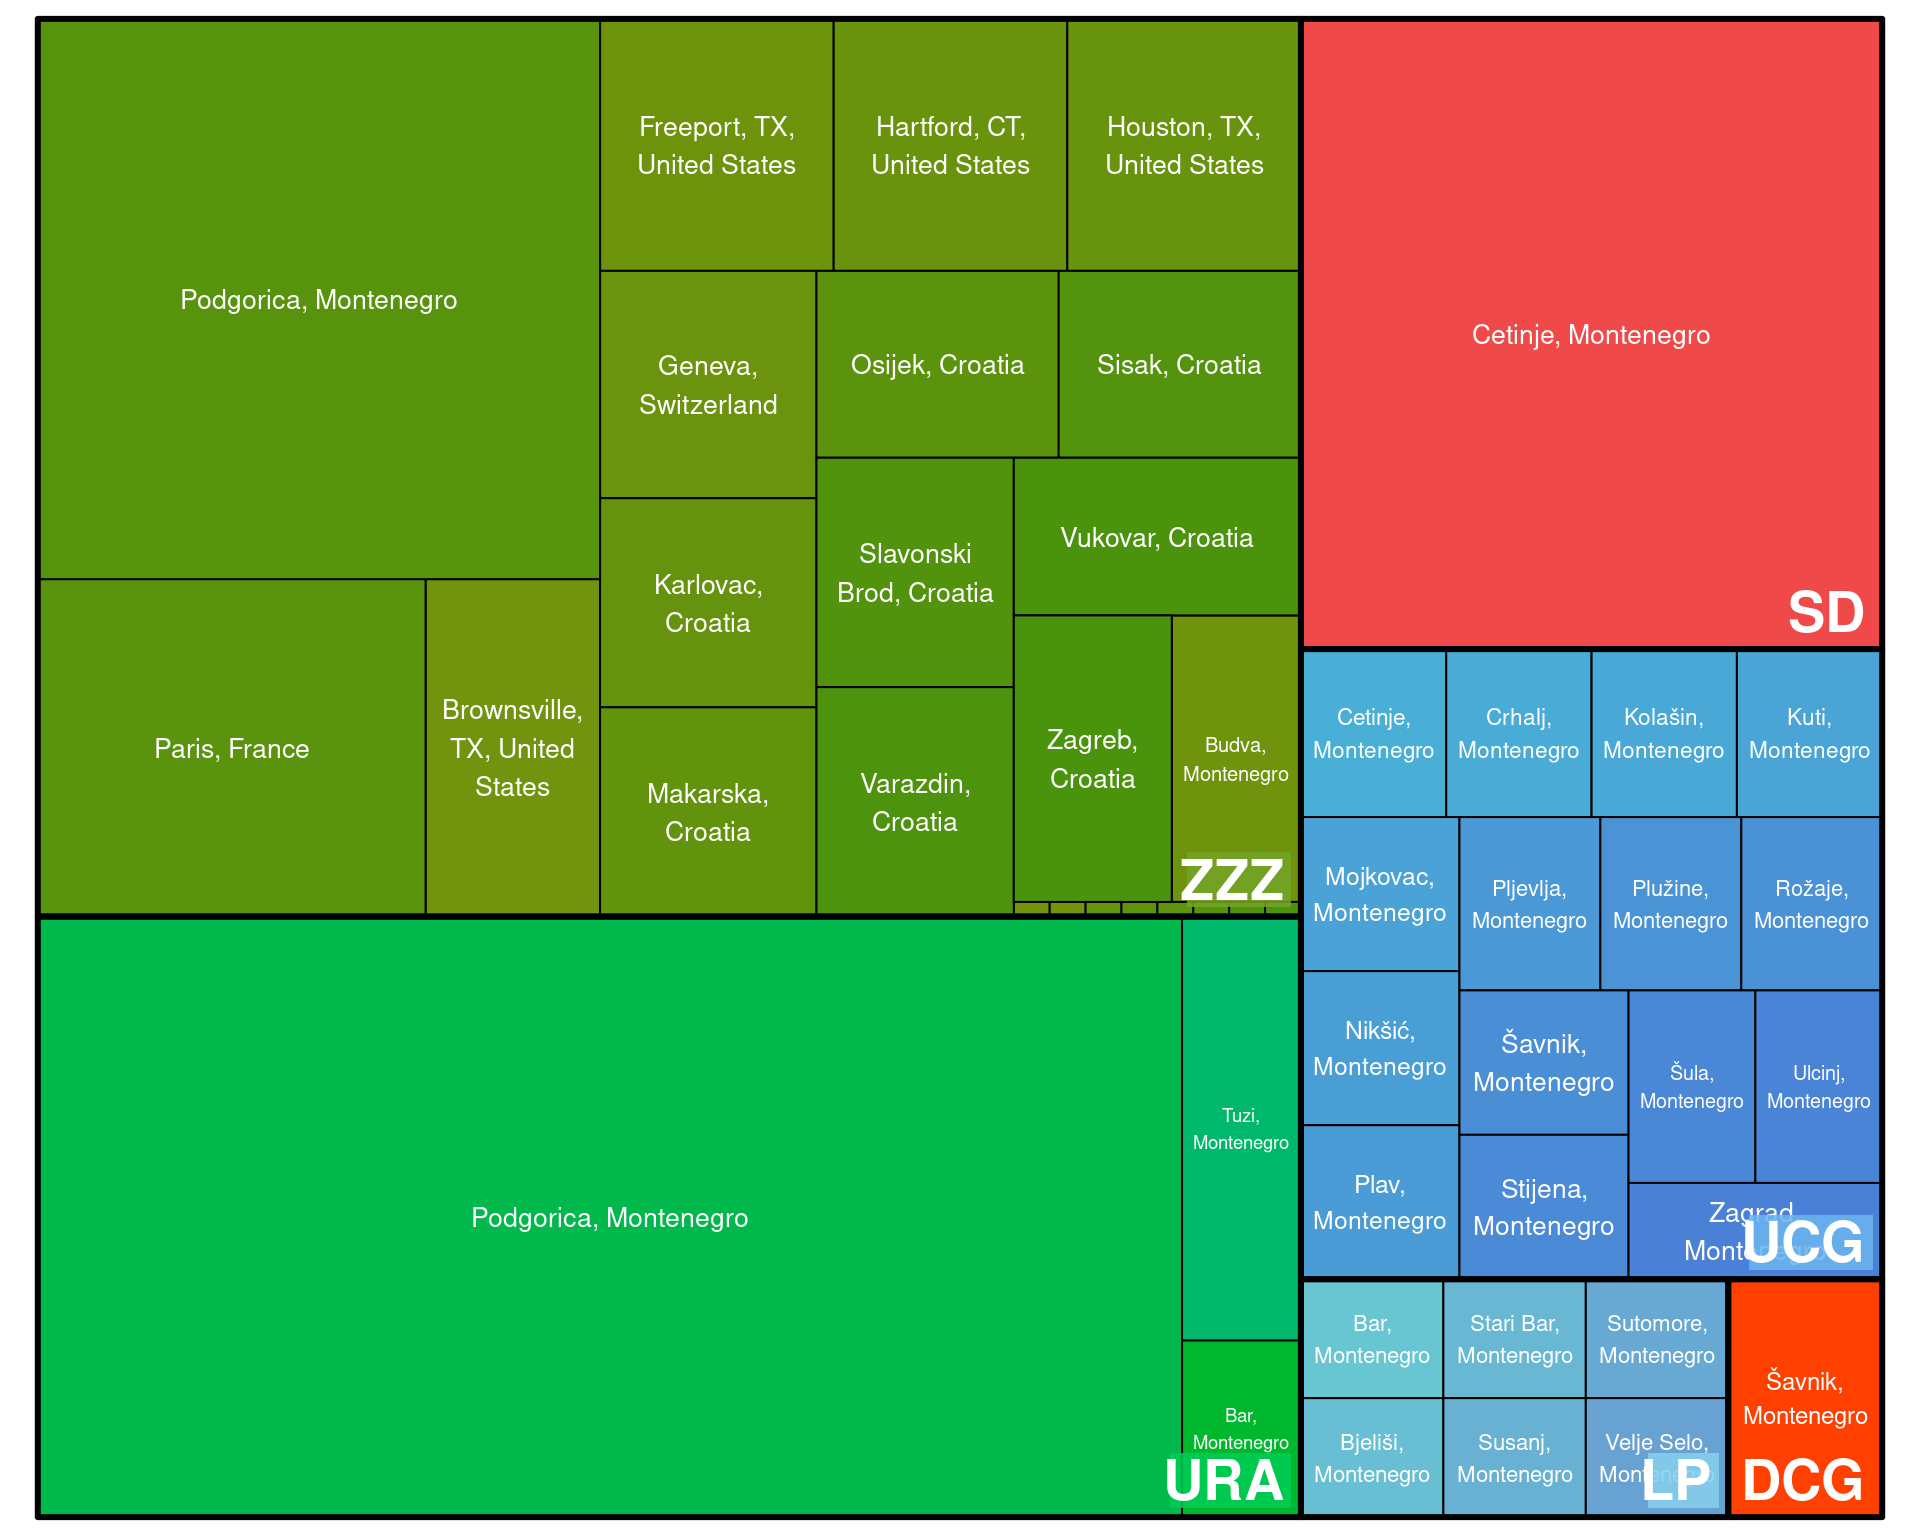 Podgorica, Montenegro
Paris, France
Brownsville,
TX, United
States
Freeport, TX,
United States
Hartford, CT,
United States
Houston, TX,
United States
Geneva,
Switzerland
Osijek, Croatia
Sisak, Croatia
Karlovac,
Croatia
Slavonski
Brod, Croatia
Vukovar, Croatia
Makarska,
Croatia
Varazdin,
Croatia
Zagreb,
Croatia
Budva,
Montenegro
ZZZ
Podgorica, Montenegro
Tuzi,
Montenegro
Bar,
Montenegro
URA
Cetinje, Montenegro
SD
Cetinje,
Montenegro
Crhalj,
Montenegro
Kolašin,
Montenegro
Kuti,
Montenegro
Mojkovac,
Montenegro
Pljevlja,
Montenegro
Plužine,
Montenegro
Rožaje,
Montenegro
Nikšić,
Montenegro
Šavnik,
Montenegro
Šula,
Montenegro
Ulcinj,
Montenegro
Plav,
Montenegro
Stijena,
Montenegro
Zagrad,
Montenegro
UCG
Bar,
Montenegro
Stari Bar,
Montenegro
Sutomore,
Montenegro
Bjeliši,
Montenegro
Susanj,
Montenegro
Velje Selo,
Montenegro
LP
Šavnik,
Montenegro
DCG